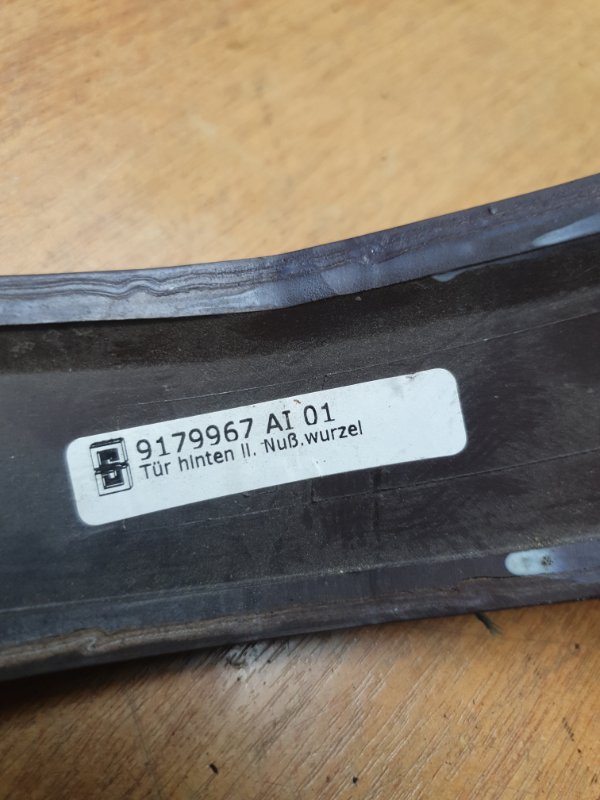 9179967 AI 01
Tür hinten li. Nuß.wurzel